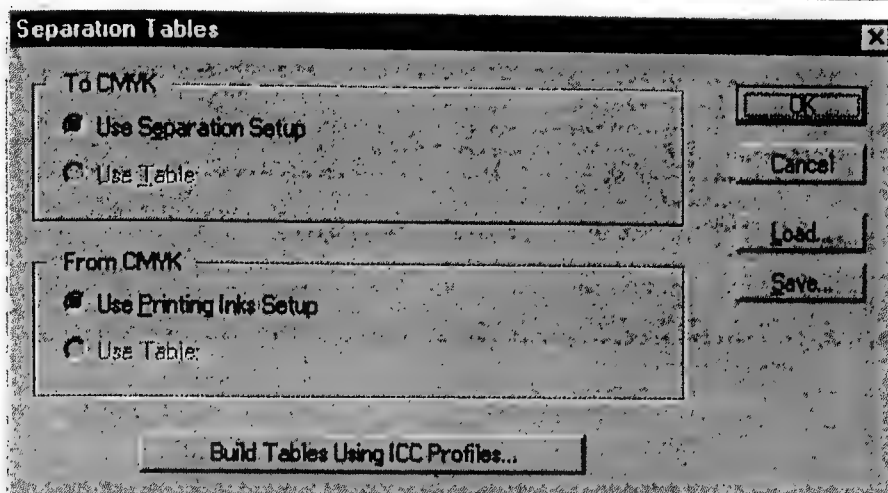 Separation Tables
To CMYK
Use Separation Setup
Use Table:
From CMYK
Use Printing Inks Setup
Use Table:
OK
Cancel
Load...
Save...
Build Tables Using ICC Profiles...